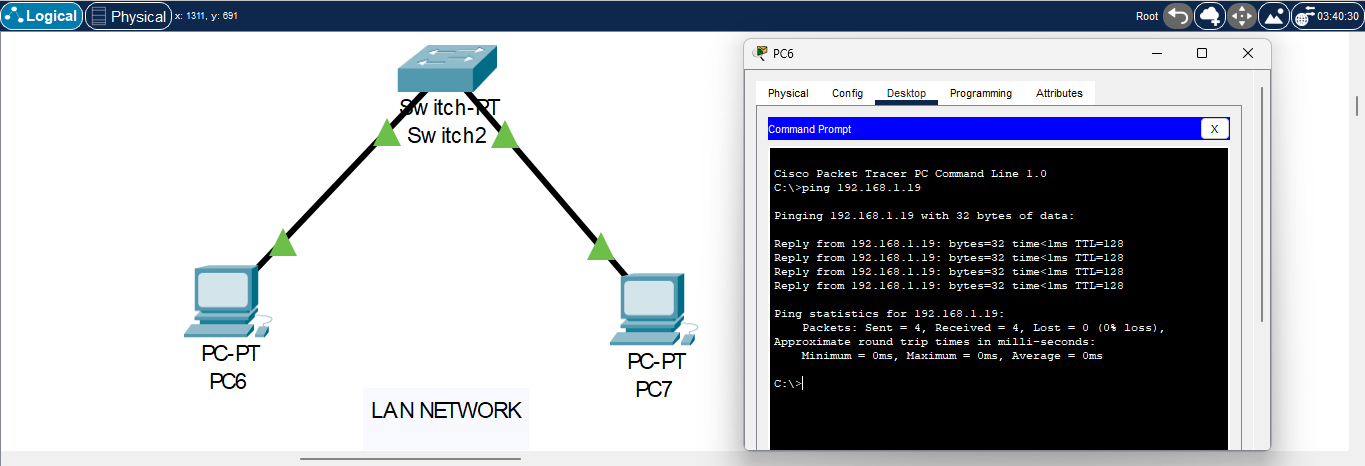 Logical
Physical
x: 1311, y: 691
Root
03:40:30
Switch-PT
Switch2
PC-PT
PC6
PC-PT
PC7
LAN NETWORK
PC6
Physical
Config
Desktop
Programming
Attributes
Command Prompt
X
Cisco Packet Tracer PC Command Line 1.0
C:\>ping 192.168.1.19
Pinging 192.168.1.19 with 32 bytes of data:
Reply from 192.168.1.19: bytes=32 time<1ms TTL=128
Reply from 192.168.1.19: bytes=32 time<1ms TTL=128
Reply from 192.168.1.19: bytes=32 time<1ms TTL=128
Reply from 192.168.1.19: bytes=32 time<1ms TTL=128
Ping statistics for 192.168.1.19:
Packets: Sent = 4, Received = 4, Lost = 0 (0% loss),
Approximate round trip times in milli-seconds:
Minimum = 0ms, Maximum = 0ms, Average = 0ms
C:\>